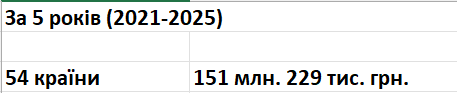 За 5 років (2021-2025)
54 країни 151 млн. 229 тис. грн.